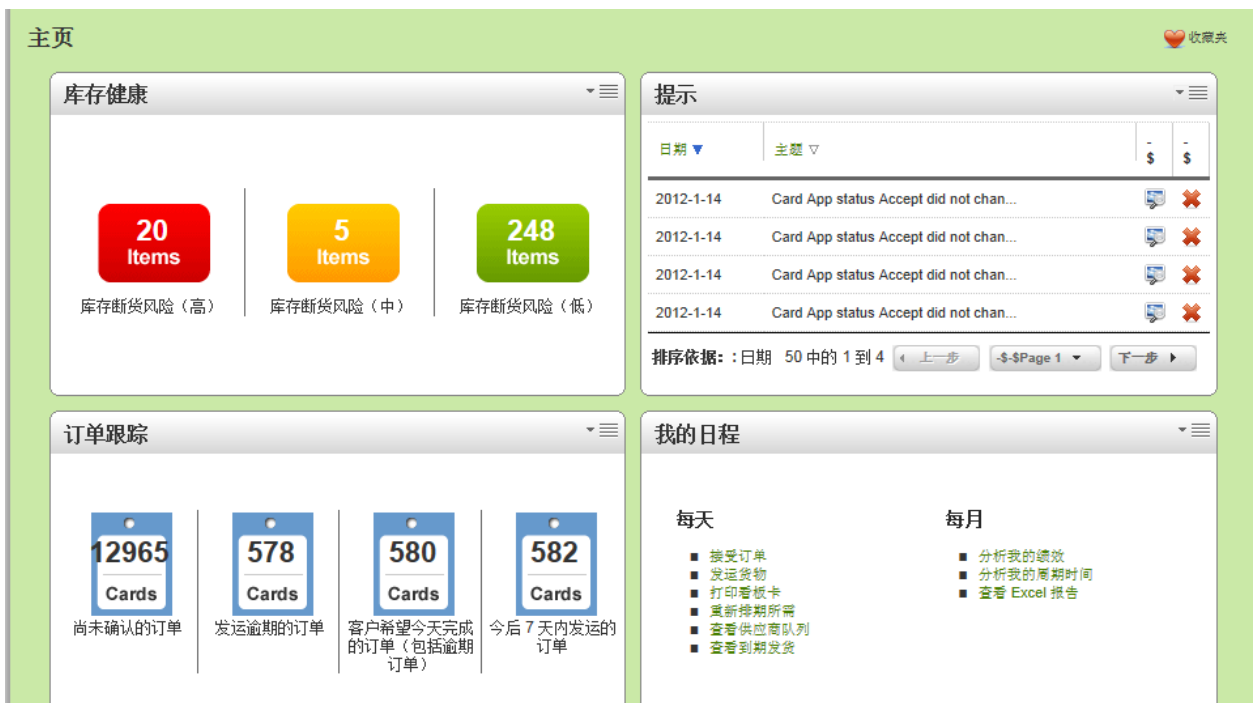 主页
收藏夹
库存健康
20
Items
库存断货风险（高）
5
Items
库存断货风险（中）
248
Items
库存断货风险（低）
提示
日期 ▼ 主题 ▽ -$ -$
2012-1-14 Card App status Accept did not chan...
2012-1-14 Card App status Accept did not chan...
2012-1-14 Card App status Accept did not chan...
2012-1-14 Card App status Accept did not chan...
排序依据: :日期 50 中的 1 到 4 上一步 -$-$Page 1 下一步
订单跟踪
12965
Cards
尚未确认的订单
578
Cards
发运逾期的订单
580
Cards
客户希望今天完成
的订单（包括逾期
订单）
582
Cards
今后 7 天内发运的
订单
我的日程
每天
接受订单
发运货物
打印看板卡
重新排期所需
查看供应商队列
查看到期发货
每月
分析我的绩效
分析我的周期时间
查看 Excel 报告